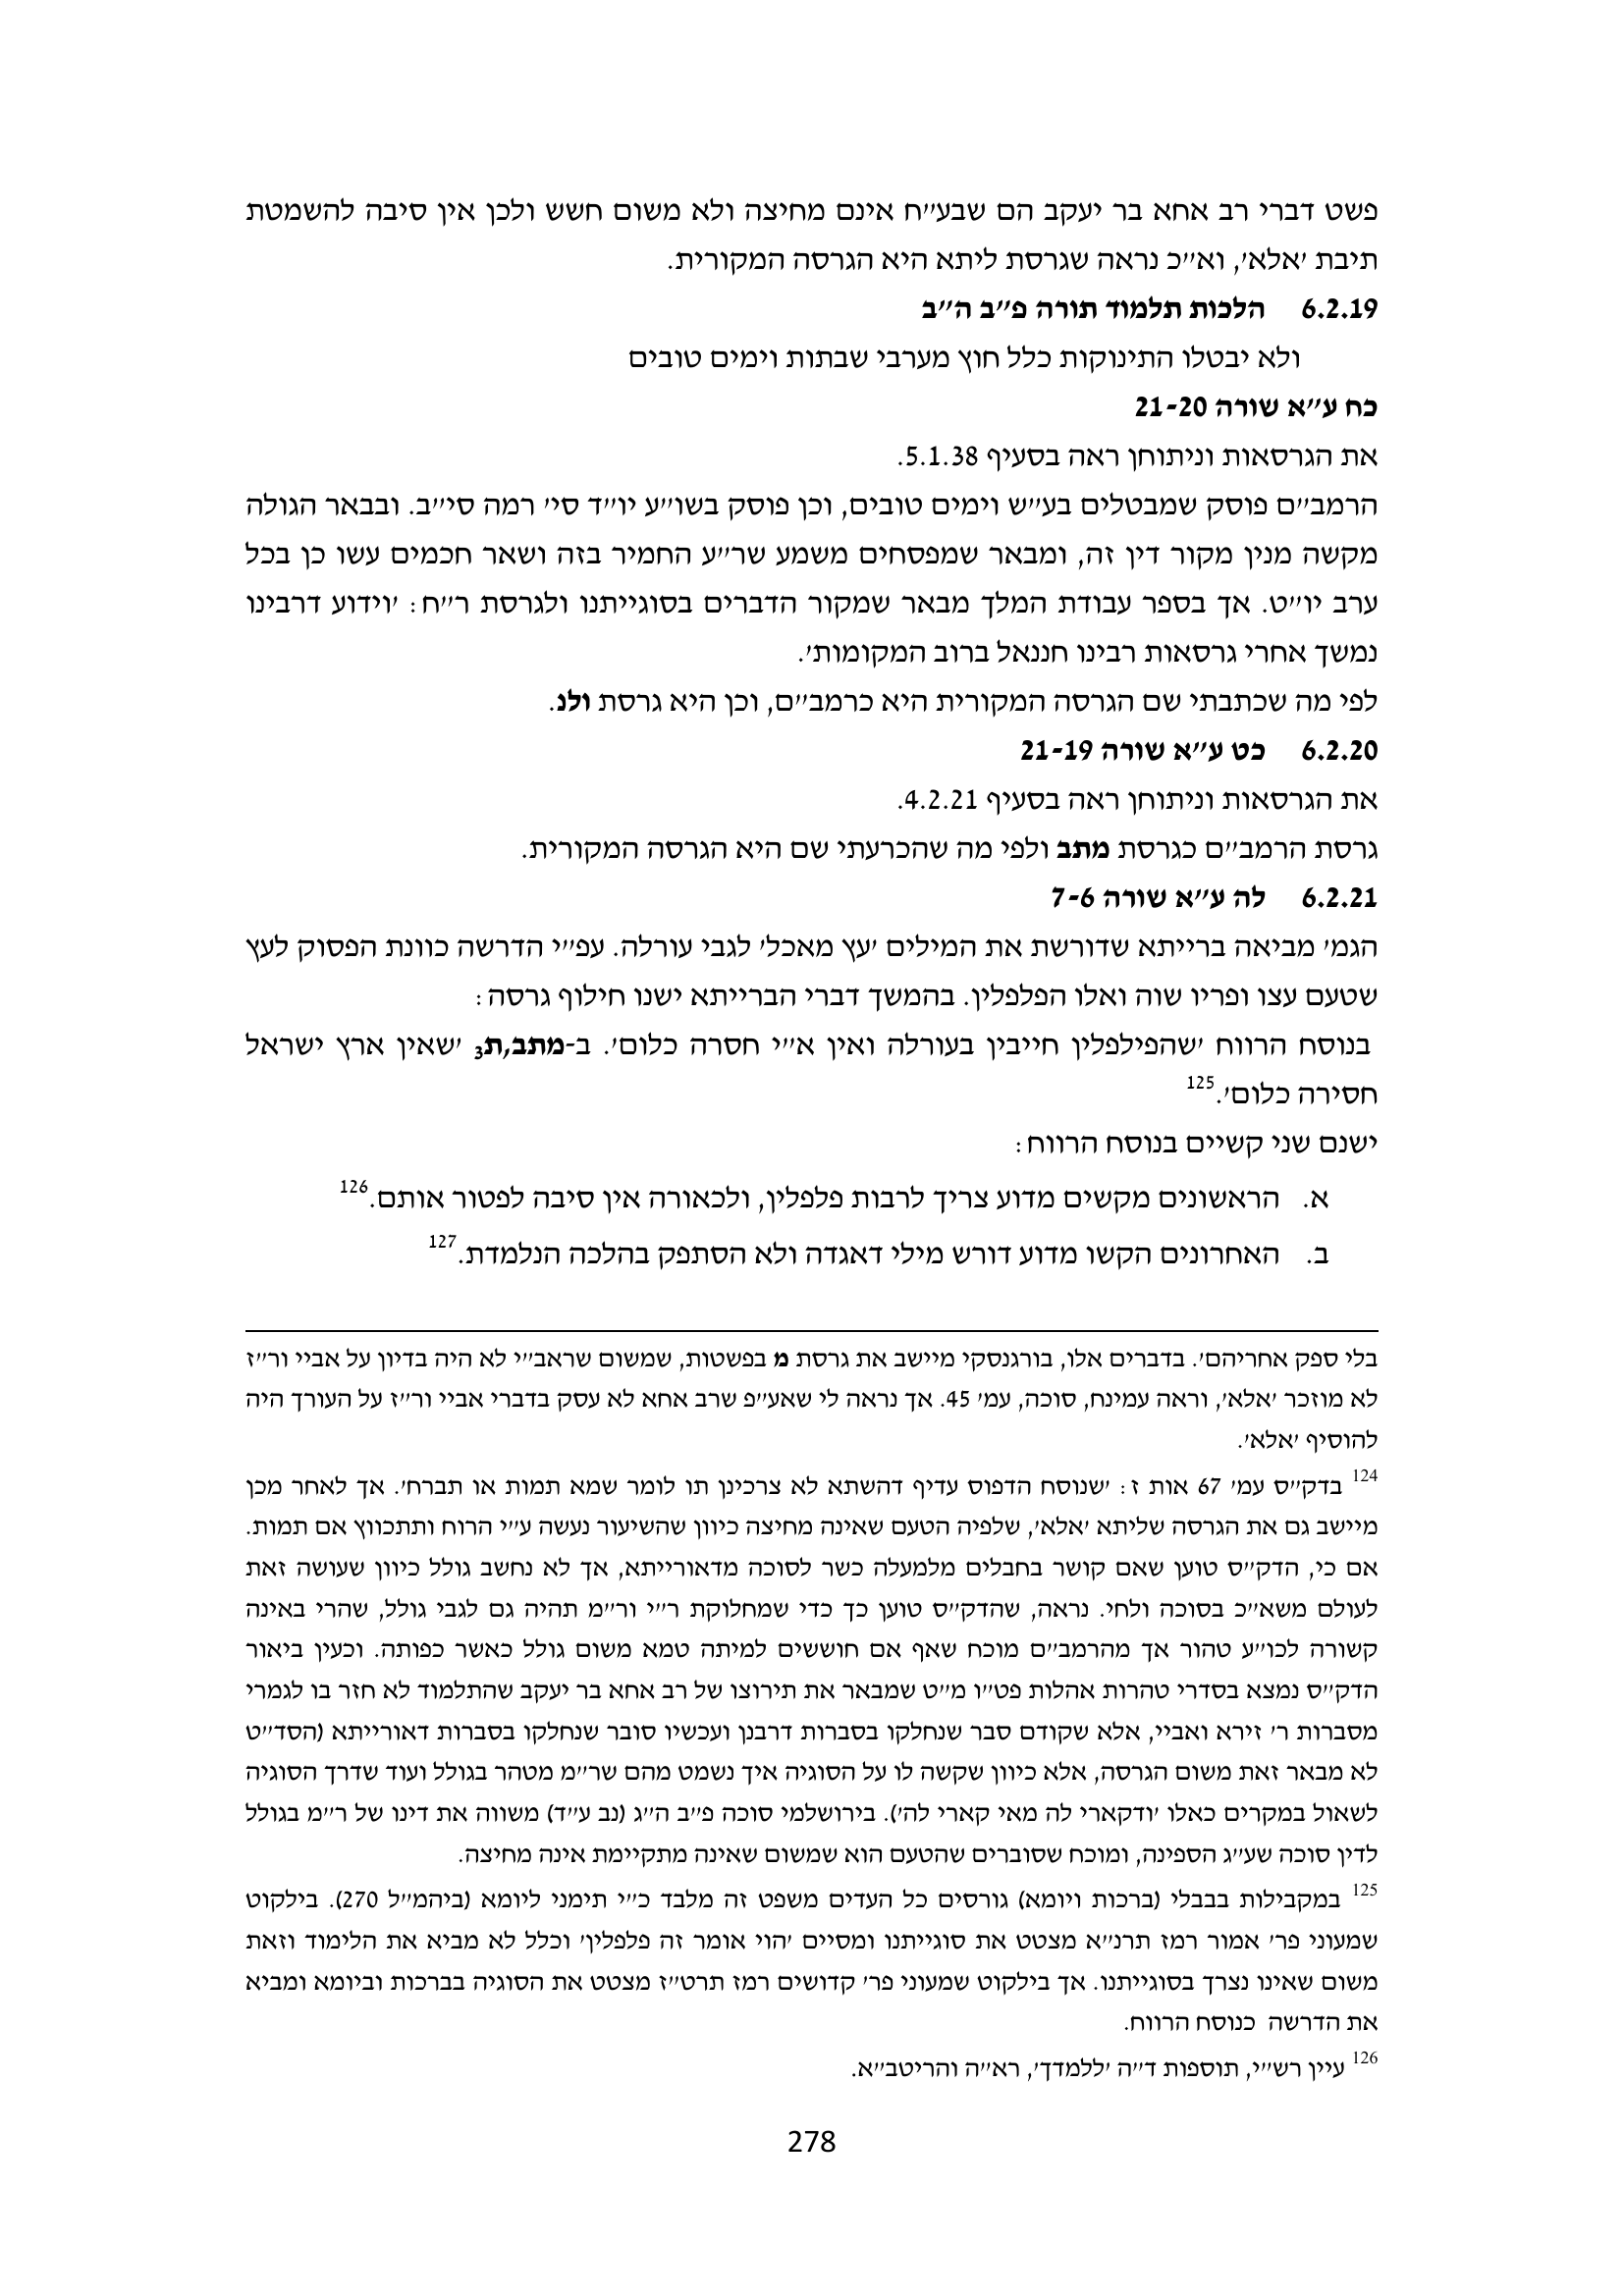 פשט דברי רב אחא בר יעקב הם שבע״ח אינם מחיצה ולא משום חשש ולכן אין סיבה להשמטת
תיבת ׳אלא׳, וא״כ נראה שגרסת ליתא היא הגרסה המקורית.
6.2.19 הלכות תלמוד תורה פ״ב ה״ב
ולא יבטלו התינוקות כלל חוץ מערבי שבתות וימים טובים
כח ע״א שורה 21-20
את הגרסאות וניתוחן ראה בסעיף 5.1.38.
הרמב״ם פוסק שמבטלים בע״ש וימים טובים, וכן פוסק בשו״ע יו״ד סי׳ רמה סי״ב. ובבאר הגולה
מקשה מנין מקור דין זה, ומבאר שמפסחים משמע שר״ע החמיר בזה ושאר חכמים עשו כן בכל
ערב יו״ט. אך בספר עבודת המלך מבאר שמקור הדברים בסוגייתנו ולגרסת ר״ח: ׳וידוע דרבינו
נמשך אחרי גרסאות רבינו חננאל ברוב המקומות׳.
לפי מה שכתבתי שם הגרסה המקורית היא כרמב״ם, וכן היא גרסת ולנ.
6.2.20 כט ע״א שורה 21-19
את הגרסאות וניתוחן ראה בסעיף 4.2.21.
גרסת הרמב״ם כגרסת מתב ולפי מה שהכרעתי שם היא הגרסה המקורית.
6.2.21 לה ע״א שורה 7-6
הגמ׳ מביאה ברייתא שדורשת את המילים ׳עץ מאכל׳ לגבי עורלה. עפ״י הדרשה כוונת הפסוק לעץ
שטעם עצו ופריו שוה ואלו הפלפלין. בהמשך דברי הברייתא ישנו חילוף גרסה:
בנוסח הרווח ׳שהפילפלין חייבין בעורלה ואין א״י חסרה כלום׳. ב-מתב,ת3 ׳שאין ארץ ישראל
חסירה כלום׳.125
ישנם שני קשיים בנוסח הרווח:
א. הראשונים מקשים מדוע צריך לרבות פלפלין, ולכאורה אין סיבה לפטור אותם.126
ב. האחרונים הקשו מדוע דורש מילי דאגדה ולא הסתפק בהלכה הנלמדת.127
בלי ספק אחריהם׳. בדברים אלו, בורגנסקי מיישב את גרסת מ בפשטות, שמשום שראב״י לא היה בדיון על אביי ור״ז
לא מוזכר ׳אלא׳, וראה עמינח, סוכה, עמ׳ 45. אך נראה לי שאע״פ שרב אחא לא עסק בדברי אביי ור״ז על העורך היה
להוסיף ׳אלא׳.
124 בדק״ס עמ׳ 67 אות ז: ׳שנוסח הדפוס עדיף דהשתא לא צרכינן תו לומר שמא תמות או תברח׳. אך לאחר מכן
מיישב גם את הגרסה שליתא ׳אלא׳, שלפיה הטעם שאינה מחיצה כיוון שהשיעור נעשה ע״י הרוח ותתכווץ אם תמות.
אם כי, הדק״ס טוען שאם קושר בחבלים מלמעלה כשר לסוכה מדאורייתא, אך לא נחשב גולל כיוון שעושה זאת
לעולם משא״כ בסוכה ולחי. נראה, שהדק״ס טוען כך כדי שמחלוקת ר״י ור״מ תהיה גם לגבי גולל, שהרי באינה
קשורה לכו״ע טהור אך מהרמב״ם מוכח שאף אם חוששים למיתה טמא משום גולל כאשר כפותה. וכעין ביאור
הדק״ס נמצא בסדרי טהרות אהלות פט״ו מ״ט שמבאר את תירוצו של רב אחא בר יעקב שהתלמוד לא חזר בו לגמרי
מסברות ר׳ זירא ואביי, אלא שקודם סבר שנחלקו בסברות דרבנן ועכשיו סובר שנחלקו בסברות דאורייתא (הסד״ט
לא מבאר זאת משום הגרסה, אלא כיוון שקשה לו על הסוגיה איך נשמט מהם שר״מ מטהר בגולל ועוד שדרך הסוגיה
לשאול במקרים כאלו ׳ודקארי לה מאי קארי לה׳). בירושלמי סוכה פ״ב ה״ג (נב ע״ד) משווה את דינו של ר״מ בגולל
לדין סוכה שע״ג הספינה, ומוכח שסוברים שהטעם הוא שמשום שאינה מתקיימת אינה מחיצה.
125 במקבילות בבבלי (ברכות ויומא) גורסים כל העדים משפט זה מלבד כ״י תימני ליומא (ביהמ״ל 270). בילקוט
שמעוני פר׳ אמור רמז תרנ״א מצטט את סוגייתנו ומסיים ׳הוי אומר זה פלפלין׳ וכלל לא מביא את הלימוד וזאת
משום שאינו נצרך בסוגייתנו. אך בילקוט שמעוני פר׳ קדושים רמז תרט״ז מצטט את הסוגיה בברכות וביומא ומביא
את הדרשה כנוסח הרווח.
126 עיין רש״י, תוספות ד״ה ׳ללמדך׳, רא״ה והריטב״א.
278